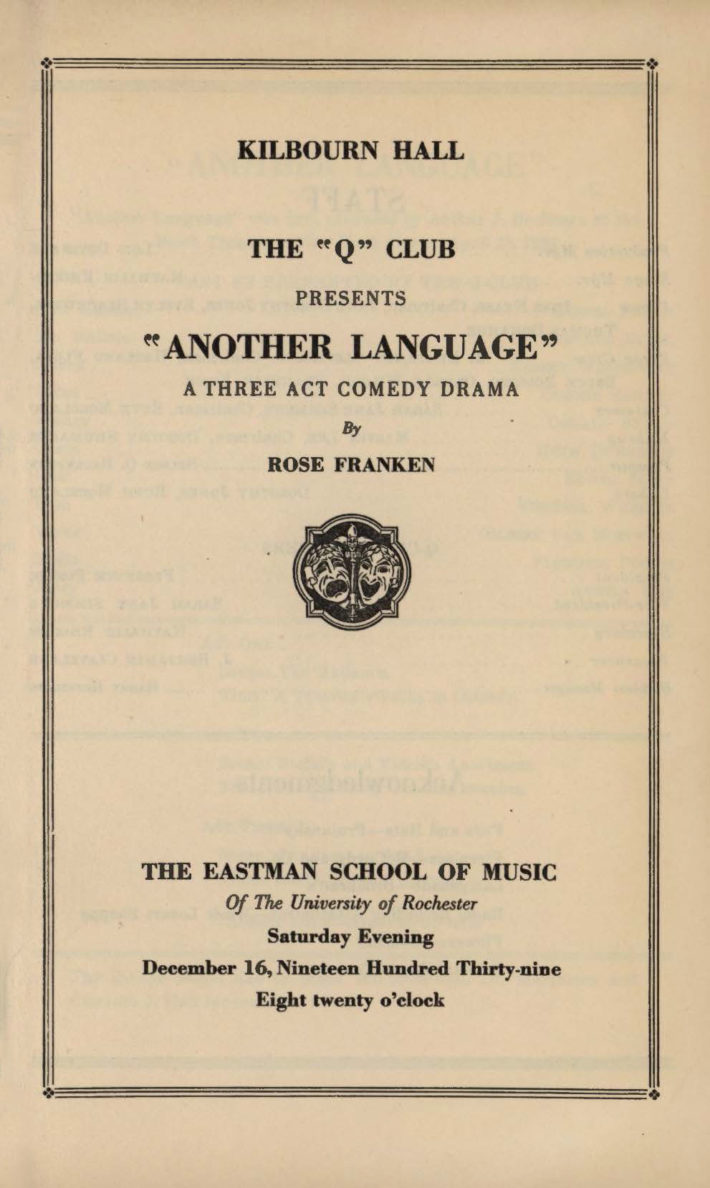 KILBOURN HALL
THE "Q" CLUB
PRESENTS
"ANOTHER LANGUAGE"
A THREE ACT COMEDY DRAMA
By
ROSE FRANKEN
THE EASTMAN SCHOOL OF MUSIC
Of The University of Rochester
Saturday Evening
December 16, Nineteen Hundred Thirty-nine
Eight twenty o'clock